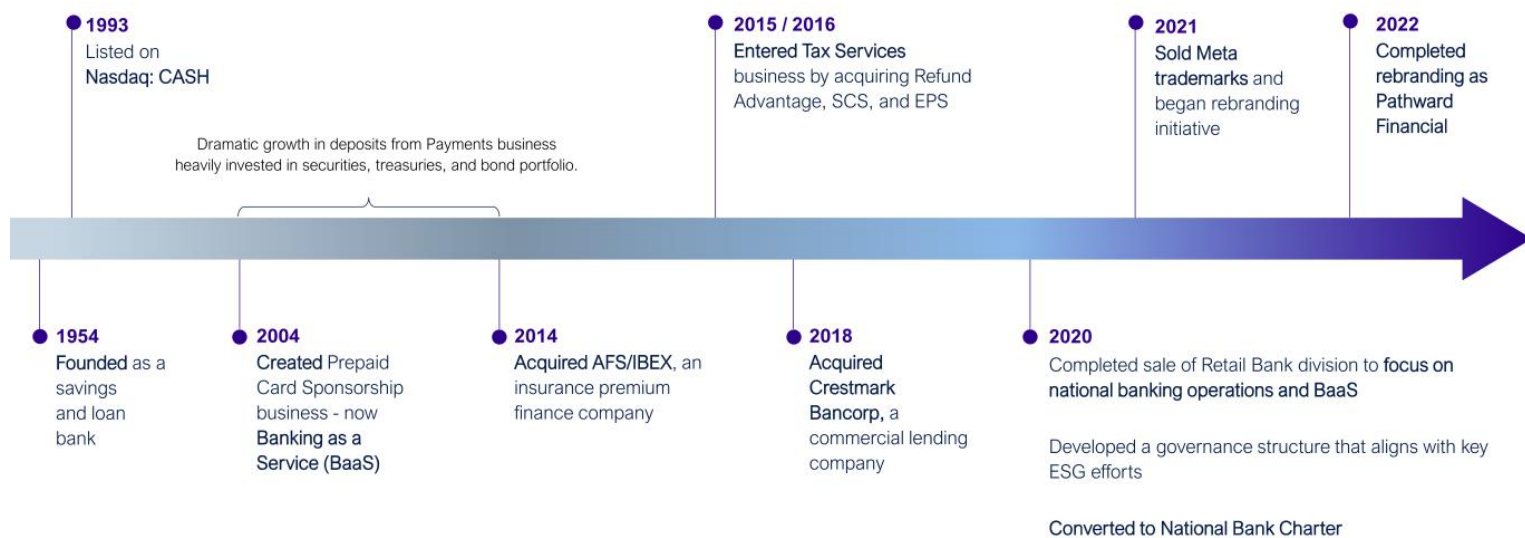 1993
Listed on
Nasdaq: CASH
2015 / 2016
Entered Tax Services
business by acquiring Refund
Advantage, SCS, and EPS
2021
Sold Meta
trademarks and
began rebranding
initiative
2022
Completed
rebranding as
Pathward
Financial
Dramatic growth in deposits from Payments business
heavily invested in securities, treasuries, and bond portfolio.
1954
Founded as a
savings
and loan
bank
2004
Created Prepaid
Card Sponsorship
business - now
Banking as a
Service (BaaS)
2014
Acquired AFS/IBEX, an
insurance premium
finance company
2018
Acquired
Crestmark
Bancorp, a
commercial lending
company
2020
Completed sale of Retail Bank division to focus on
national banking operations and BaaS
Developed a governance structure that aligns with key
ESG efforts
Converted to National Bank Charter